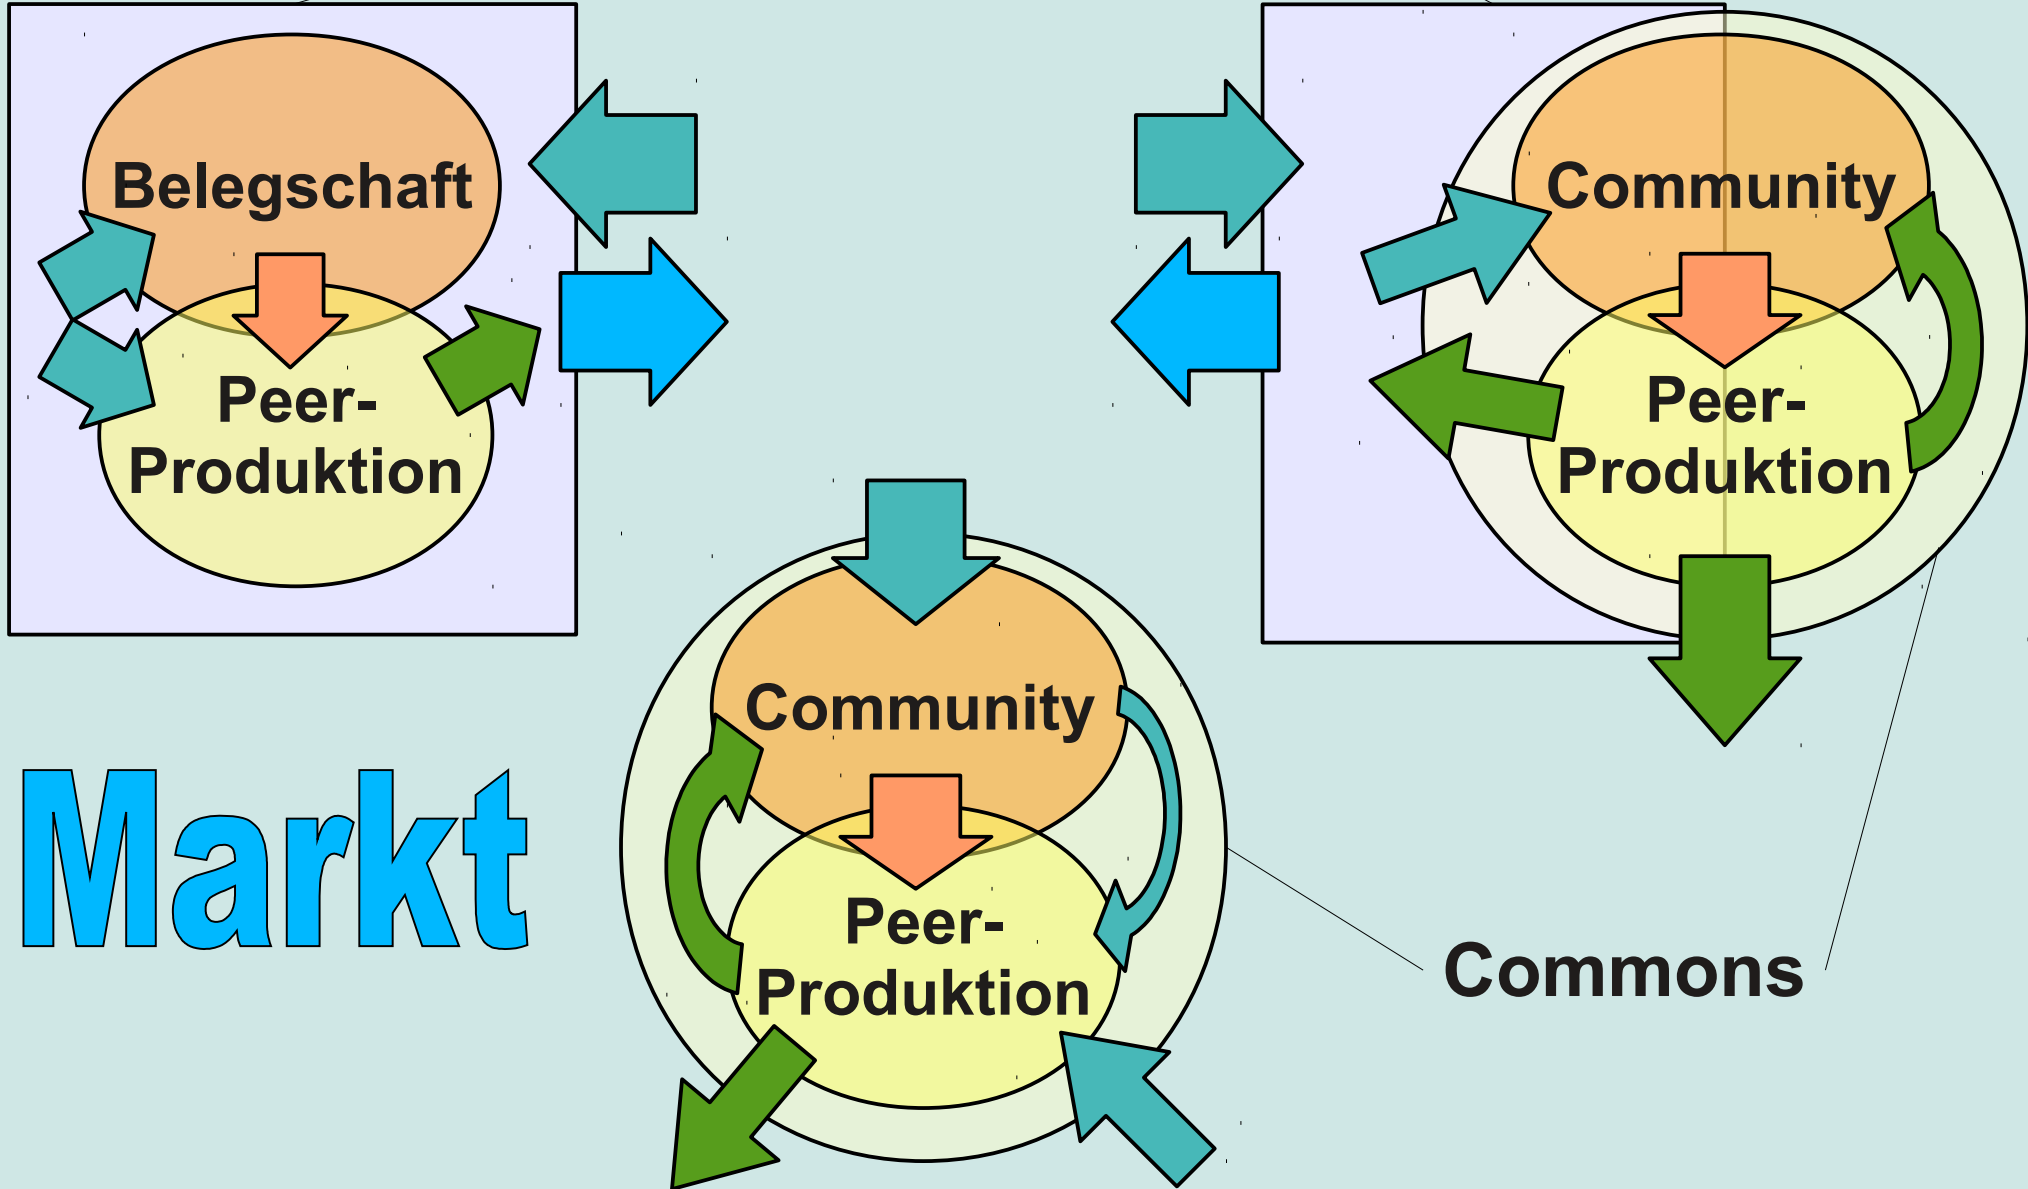 Belegschaft
Peer-
Produktion
Community
Peer-
Produktion
Community
Peer-
Produktion
Markt
Commons